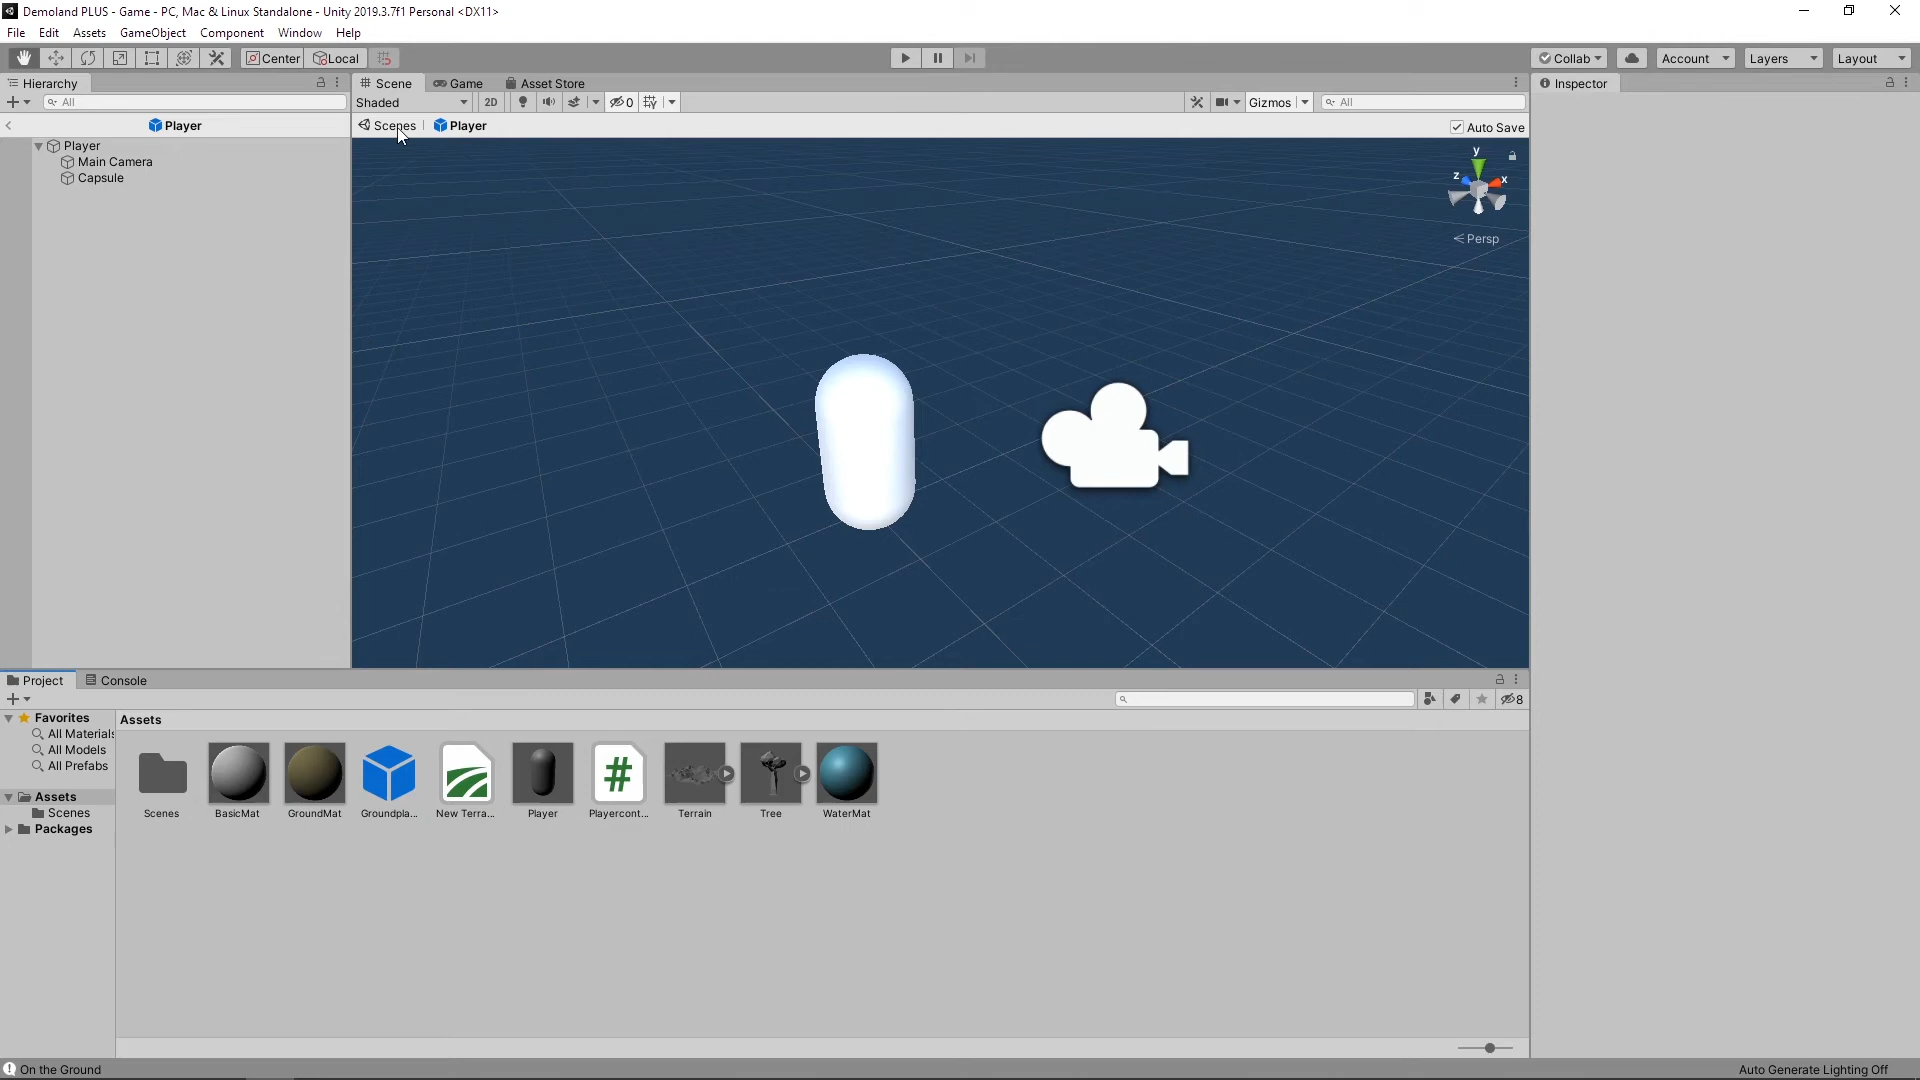 Demoland PLUS - Game - PC, Mac & Linux Standalone - Unity 2019.3.7f1 Personal <DX11>
File Edit Assets GameObject Component Window Help
Center Local Collab Account Layers Layout
Hierarchy Scene Game Asset Store Inspector
All Shaded 2D 0 Gizmos All
Player Scenes Player Auto Save
Player
Main Camera
Capsule
y
z x
Persp
Project Console
8
Favorites Assets
All Materials
All Models
All Prefabs
Assets
Scenes
Packages
Scenes BasicMat GroundMat Groundpla... New Terra... Player Playercont... Terrain Tree WaterMat
On the Ground Auto Generate Lighting Off